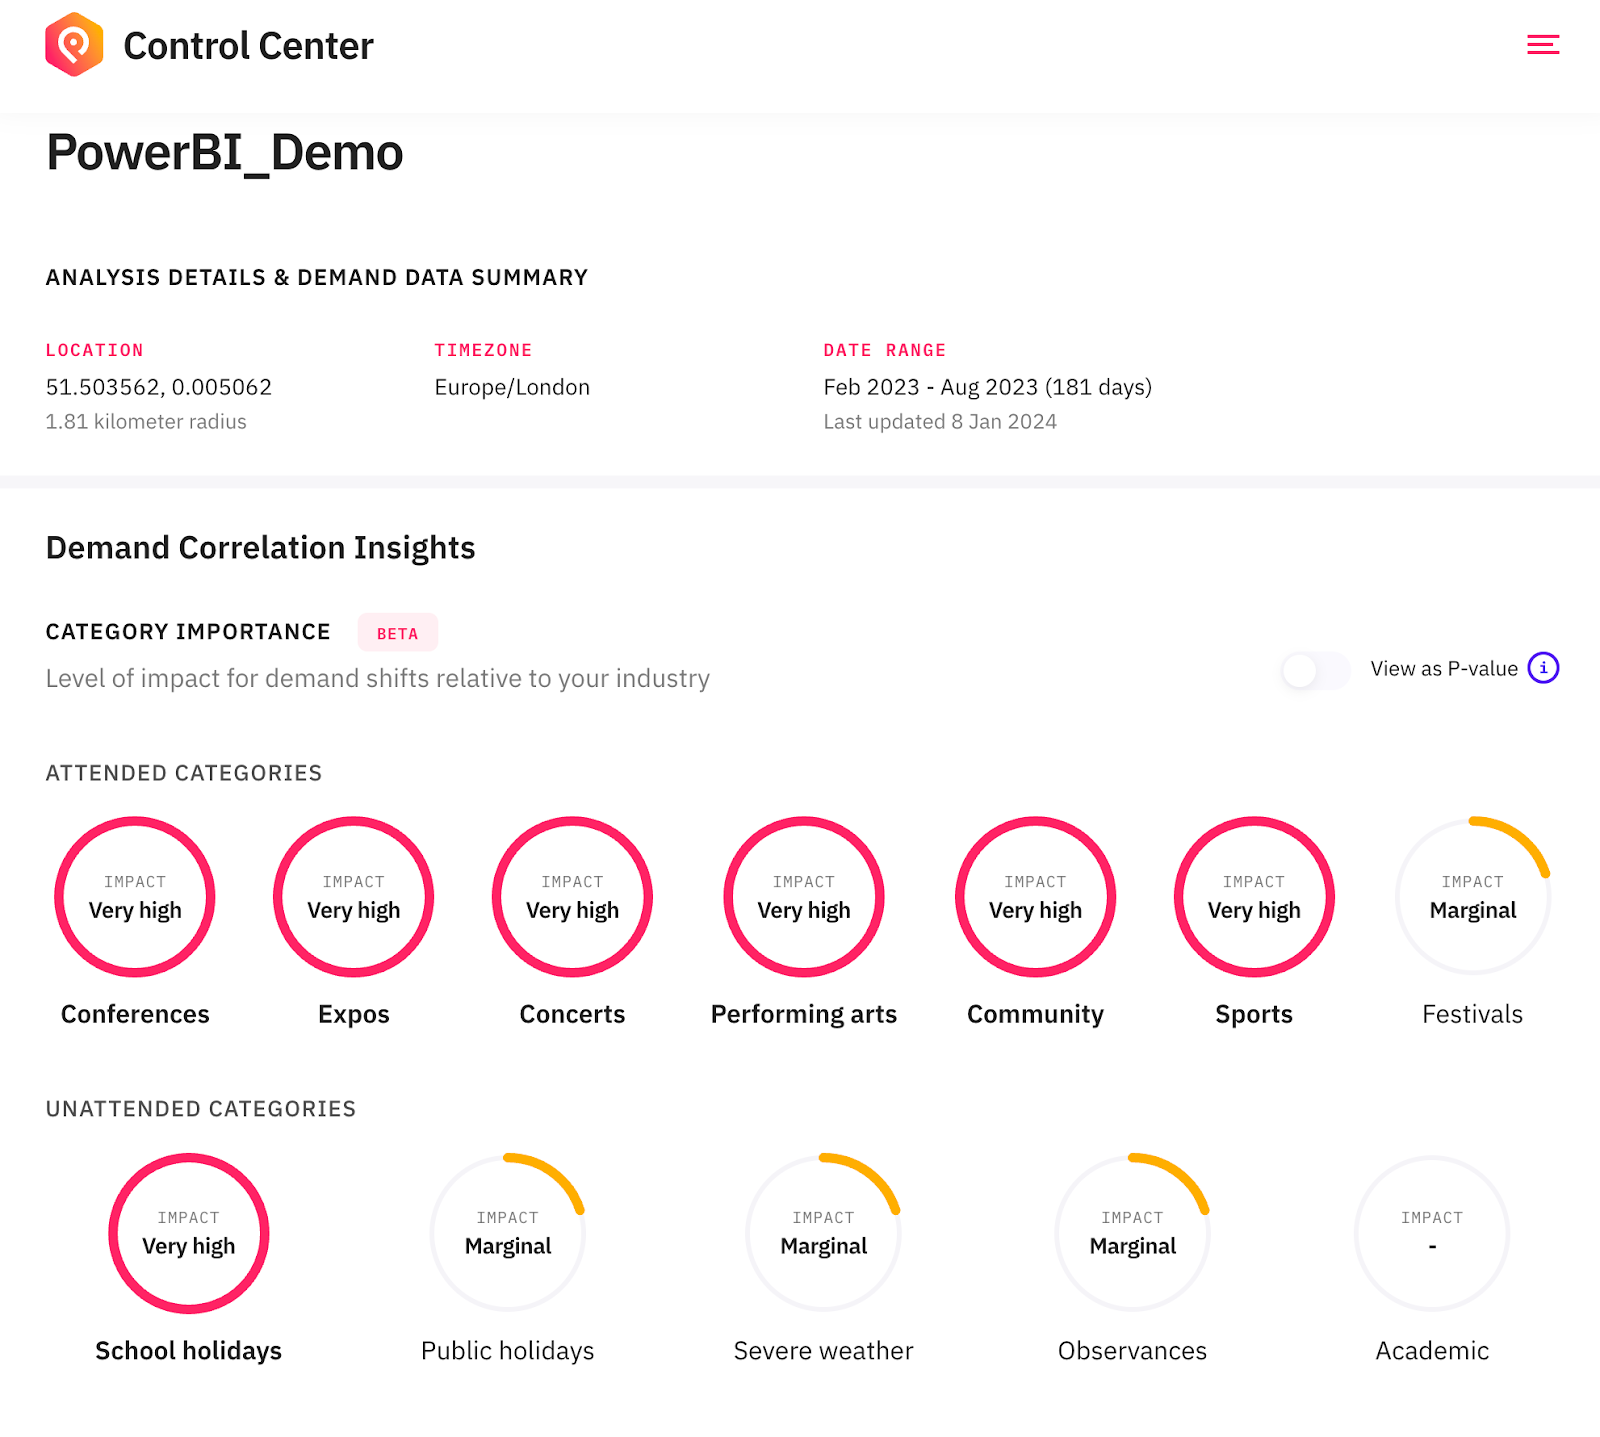 Control Center
PowerBI_Demo
ANALYSIS DETAILS & DEMAND DATA SUMMARY
LOCATION TIMEZONE DATE RANGE
51.503562, 0.005062 Europe/London Feb 2023 - Aug 2023 (181 days)
1.81 kilometer radius Last updated 8 Jan 2024
Demand Correlation Insights
CATEGORY IMPORTANCE BETA
Level of impact for demand shifts relative to your industry
View as P-value i
ATTENDED CATEGORIES
IMPACT IMPACT IMPACT IMPACT IMPACT IMPACT IMPACT
Very high Very high Very high Very high Very high Very high Marginal
Conferences Expos Concerts Performing arts Community Sports Festivals
UNATTENDED CATEGORIES
IMPACT IMPACT IMPACT IMPACT IMPACT
Very high Marginal Marginal Marginal -
School holidays Public holidays Severe weather Observances Academic